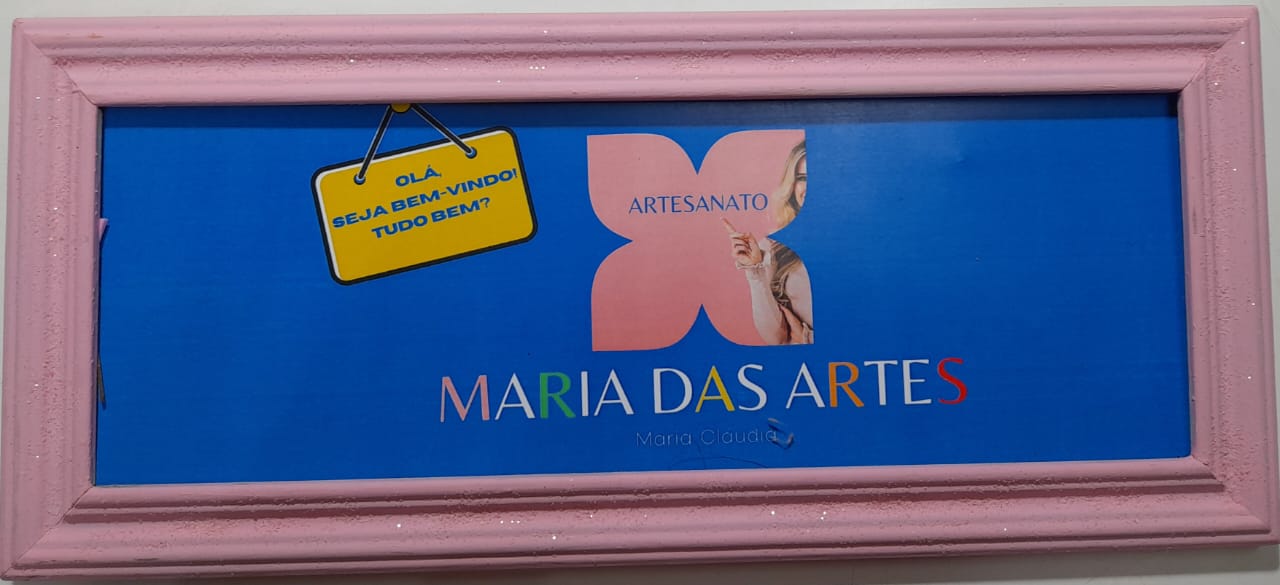 OLÁ,
SEJA BEM-VINDO!
TUDO BEM?
ARTESANATO
MARIA DAS ARTES
Maria Claudia